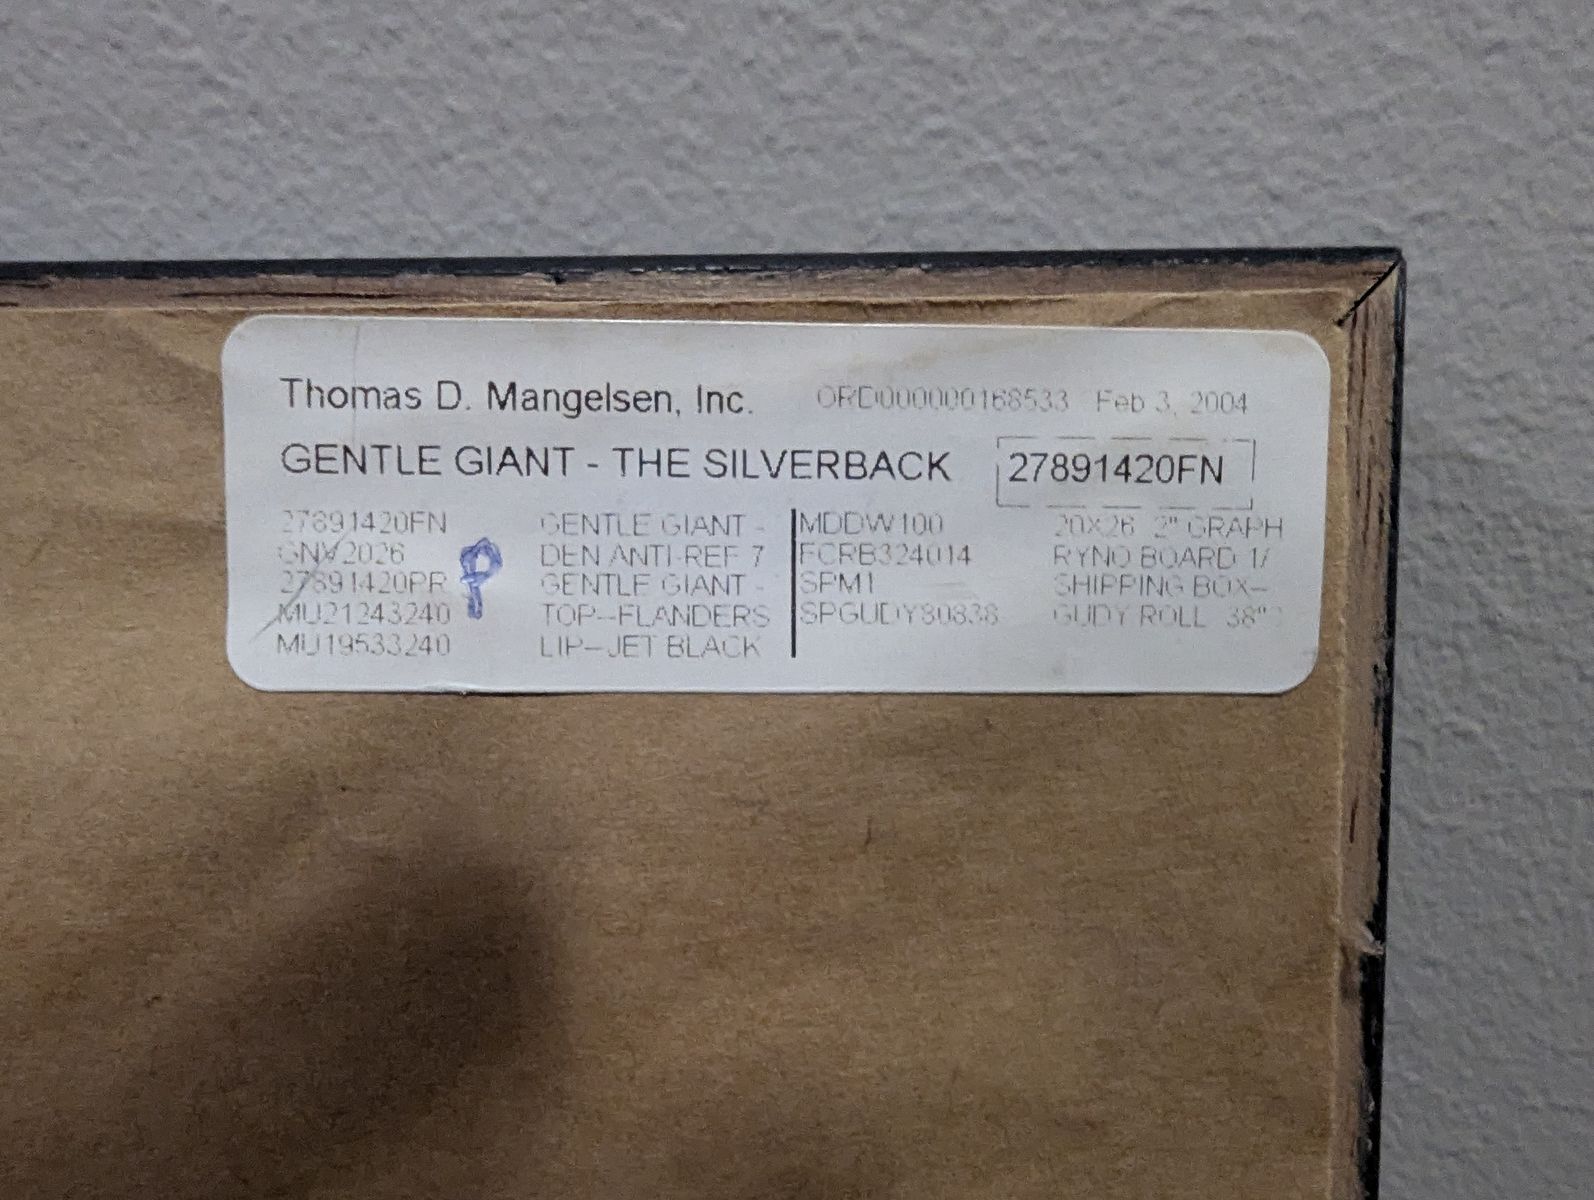 Thomas D. Mangelsen, Inc. ORD000000168533 Feb 3, 2004
GENTLE GIANT - THE SILVERBACK 27891420FN
27891420FN GENTLE GIANT - MDDW100 20X26 2" GRAPH
GNV2026 DEN ANTI-REF 7 FCRB324014 RYNO BOARD 1/
27891420PR GENTLE GIANT - SPM1 SHIPPING BOX-
MU21243240 TOP-FLANDERS SPGUDY80838 GUDY ROLL 38"
MU19533240 LIP-JET BLACK